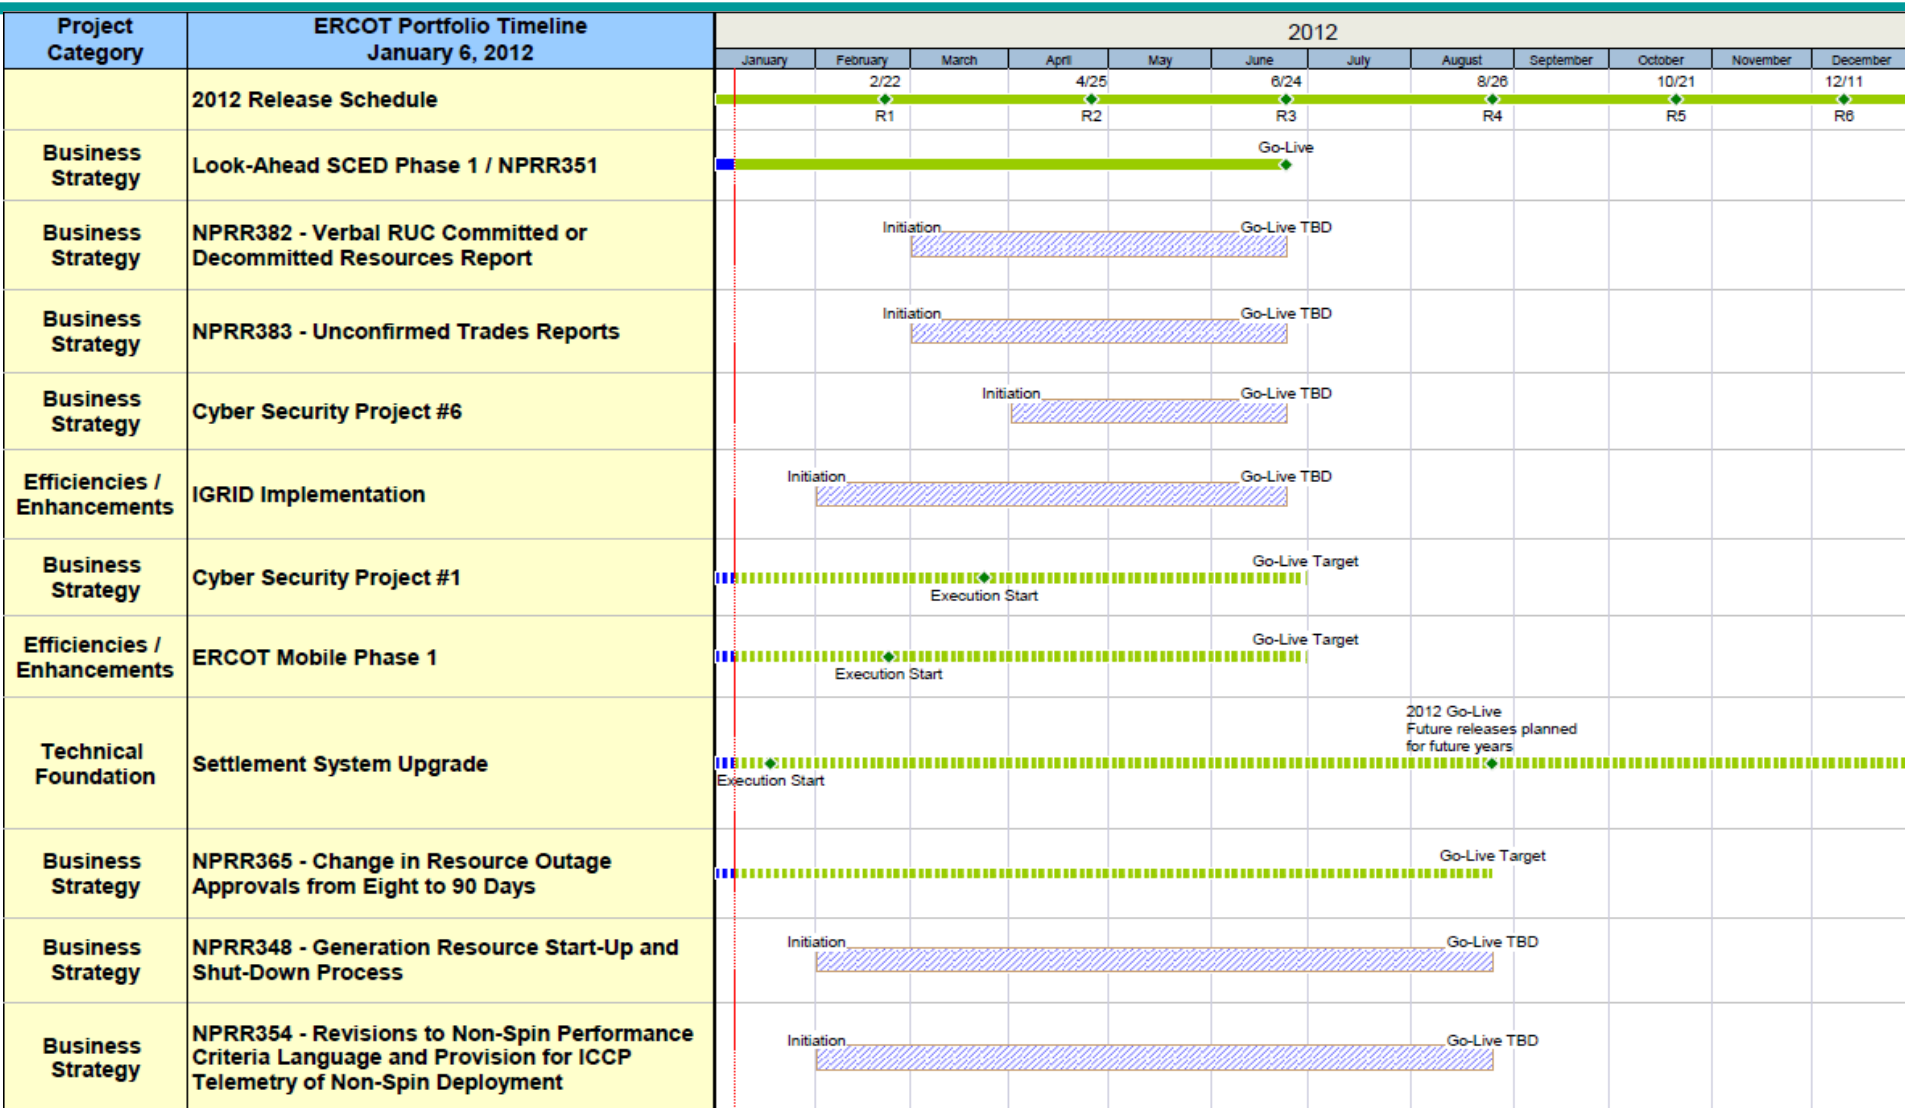 Project
Category
ERCOT Portfolio Timeline
January 6, 2012
2012
January February March April May June July August September October November December
2012 Release Schedule
2/22 4/25 6/24 8/26 10/21 12/11
R1 R2 R3 R4 R5 R6
Business
Strategy
Look-Ahead SCED Phase 1 / NPRR351
Go-Live
Business
Strategy
NPRR382 - Verbal RUC Committed or
Decommitted Resources Report
Initiation Go-Live TBD
Business
Strategy
NPRR383 - Unconfirmed Trades Reports
Initiation Go-Live TBD
Business
Strategy
Cyber Security Project #6
Initiation Go-Live TBD
Efficiencies /
Enhancements
IGRID Implementation
Initiation Go-Live TBD
Business
Strategy
Cyber Security Project #1
Go-Live Target
Execution Start
Efficiencies /
Enhancements
ERCOT Mobile Phase 1
Go-Live Target
Execution Start
Technical
Foundation
Settlement System Upgrade
2012 Go-Live
Future releases planned
for future years
Execution Start
Business
Strategy
NPRR365 - Change in Resource Outage
Approvals from Eight to 90 Days
Go-Live Target
Business
Strategy
NPRR348 - Generation Resource Start-Up and
Shut-Down Process
Initiation Go-Live TBD
Business
Strategy
NPRR354 - Revisions to Non-Spin Performance
Criteria Language and Provision for ICCP
Telemetry of Non-Spin Deployment
Initiation Go-Live TBD